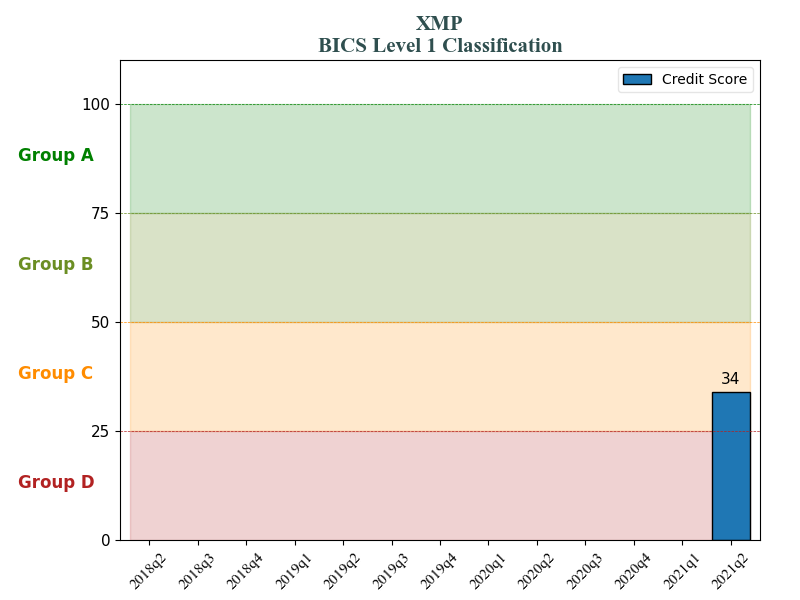 XMP
BICS Level 1 Classification
Credit Score
100
Group A
75
Group B
50
Group C
34
25
Group D
0
2018q2 2018q3 2018q4 2019q1 2019q2 2019q3 2019q4 2020q1 2020q2 2020q3 2020q4 2021q1 2021q2